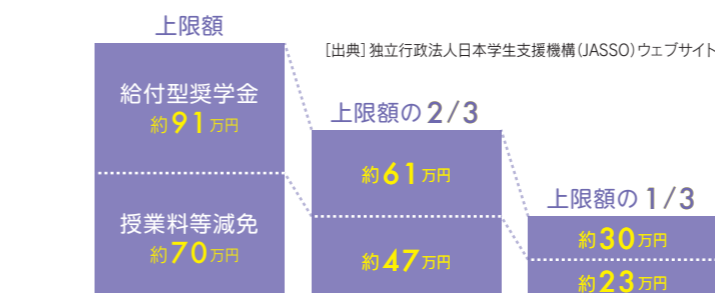 上限額
[出典] 独立行政法人日本学生支援機構(JASSO)ウェブサイト
給付型奨学金
約91万円
授業料等減免
約70万円
上限額の2/3
約61万円
約47万円
上限額の1/3
約30万円
約23万円